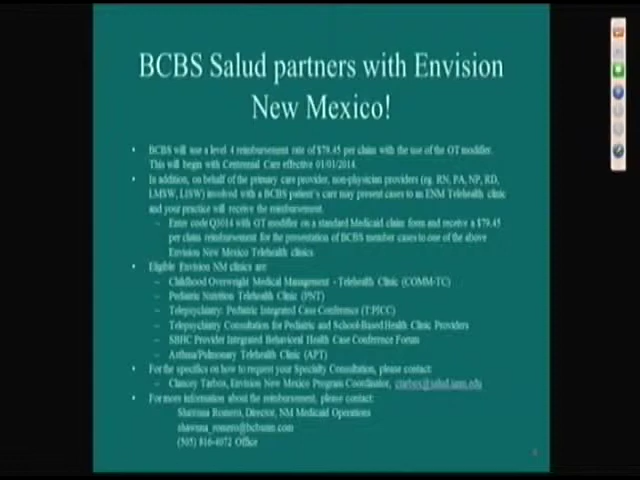 BCBS Salud partners with Envision
New Mexico!
• BCBS will use a level 4 reimbursement rate of $79.45 per claim with the use of the GT modifier.
This will begin with Centennial Care effective 01/01/2014.
• In addition, on behalf of the primary care provider, non-physician providers (eg. RN, PA, NP, RD,
LMSW, LISW) involved with a BCBS patient's care may present cases to an ENM Telehealth clinic
and your practice will receive the reimbursement.
– Enter code Q3014 with GT modifier on a standard Medicaid claim form and receive a $79.45
per claim reimbursement for the presentation of BCBS member cases to one of the above
Envision New Mexico Telehealth clinics.
• Eligible Envision NM clinics are:
– Childhood Overweight Medical Management - Telehealth Clinic (COMM-TC)
– Pediatric Nutrition Telehealth Clinic (PNT)
– Telepsychiatry: Pediatric Integrated Case Conference (T:PICC)
– Telepsychiatry Consultation for Pediatric and School-Based Health Clinic Providers
– SBHC Provider Integrated Behavioral Health Case Conference Forum
– Asthma/Pulmonary Telehealth Clinic (APT)
• For the specifics on how to request your Specialty Consultation, please contact:
– Clancey Tarbox, Envision New Mexico Program Coordinator, ctarbox@salud.unm.edu
• For more information about the reimbursement, please contact:
Shawnna Romero, Director, NM Medicaid Operations
shawnna_romero@bcbsnm.com
(505) 816-4072 Office